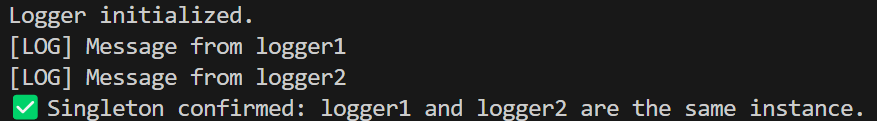 Logger initialized.
[LOG] Message from logger1
[LOG] Message from logger2
✅ Singleton confirmed: logger1 and logger2 are the same instance.